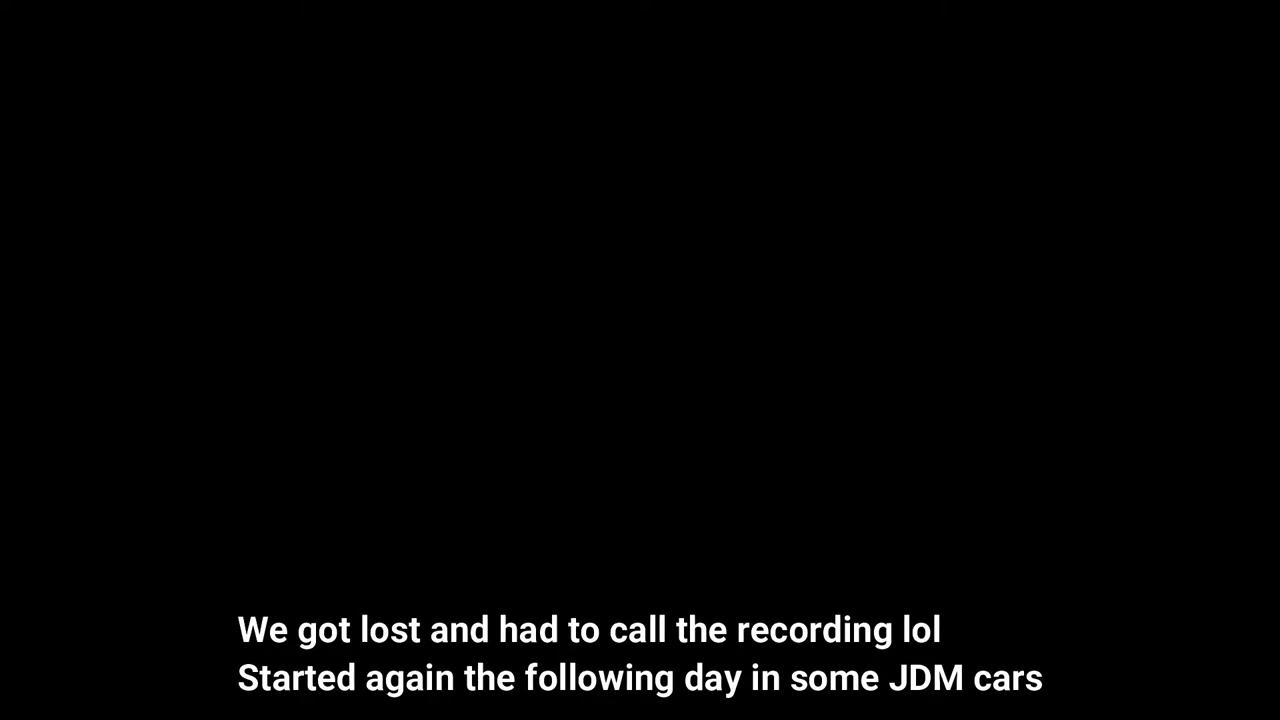 We got lost and had to call the recording lol
Started again the following day in some JDM cars